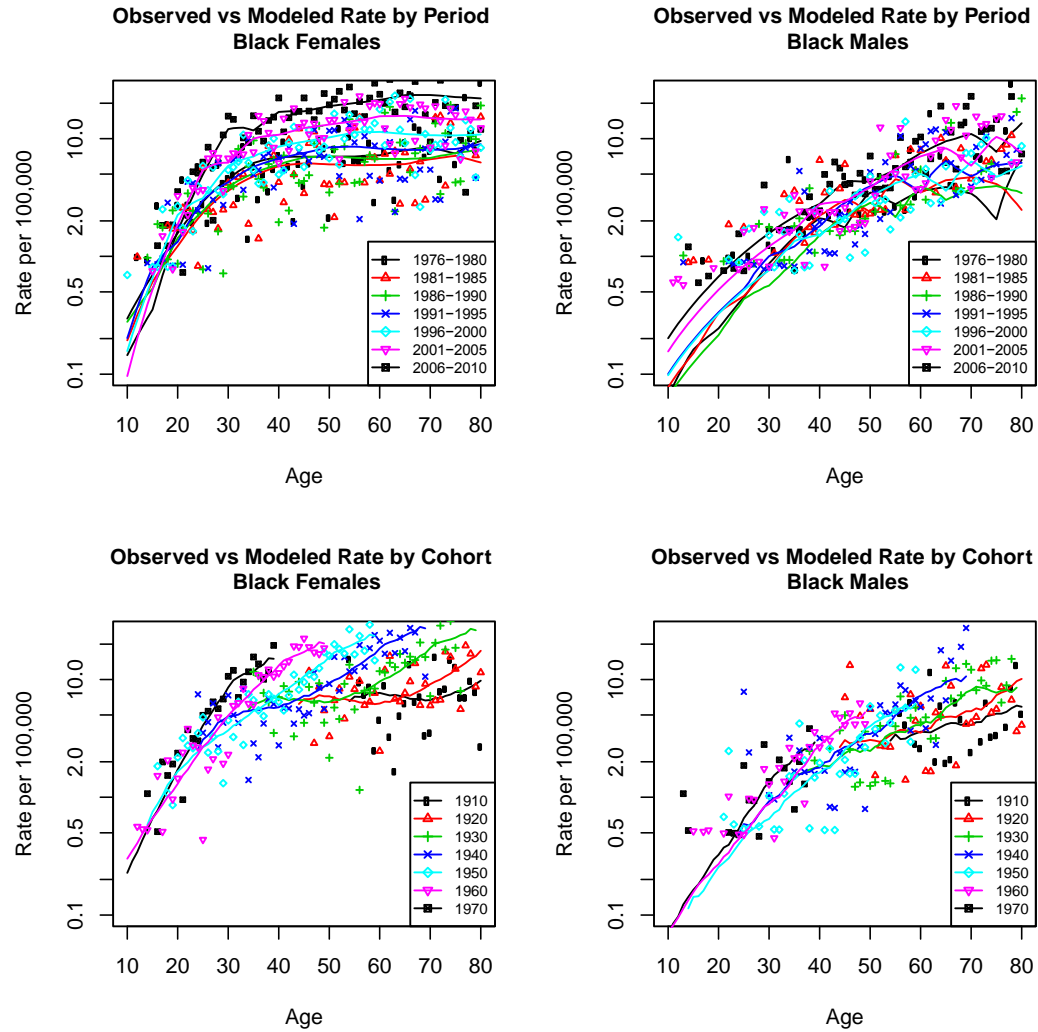 Observed vs Modeled Rate by Period
Black Females
Rate per 100,000
10.0
2.0
0.5
0.1
1976−1980
1981−1985
1986−1990
1991−1995
1996−2000
2001−2005
2006−2010
10 20 30 40 50 60 70 80
Age
Observed vs Modeled Rate by Period
Black Males
Rate per 100,000
10.0
2.0
0.5
0.1
1976−1980
1981−1985
1986−1990
1991−1995
1996−2000
2001−2005
2006−2010
10 20 30 40 50 60 70 80
Age
Observed vs Modeled Rate by Cohort
Black Females
Rate per 100,000
10.0
2.0
0.5
0.1
1910
1920
1930
1940
1950
1960
1970
10 20 30 40 50 60 70 80
Age
Observed vs Modeled Rate by Cohort
Black Males
Rate per 100,000
10.0
2.0
0.5
0.1
1910
1920
1930
1940
1950
1960
1970
10 20 30 40 50 60 70 80
Age